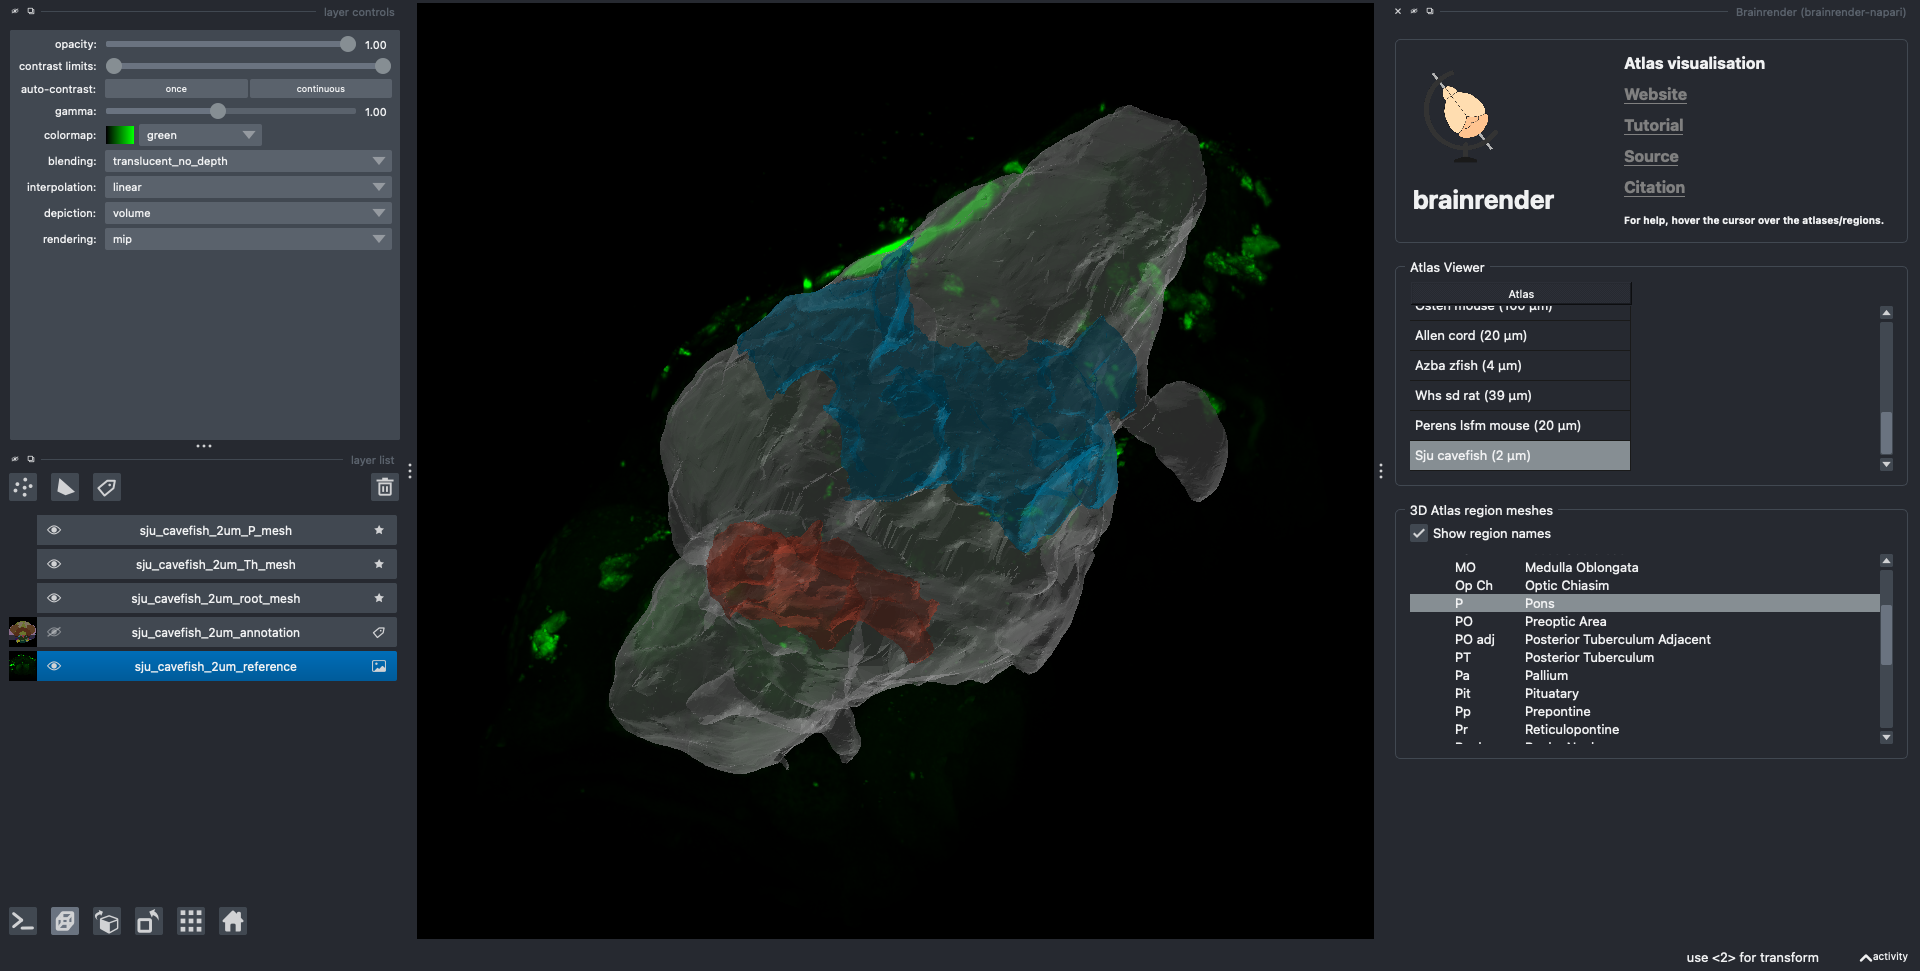 layer controls
opacity: 1.00
contrast limits:
auto-contrast: once continuous
gamma: 1.00
colormap: green
blending: translucent_no_depth
interpolation: linear
depiction: volume
rendering: mip
layer list
sju_cavefish_2um_P_mesh
sju_cavefish_2um_Th_mesh
sju_cavefish_2um_root_mesh
sju_cavefish_2um_annotation
sju_cavefish_2um_reference
Brainrender (brainrender-napari)
brainrender
Atlas visualisation
Website
Tutorial
Source
Citation
For help, hover the cursor over the atlases/regions.
Atlas Viewer
Atlas
Osten mouse (100 μm)
Allen cord (20 μm)
Azba zfish (4 μm)
Whs sd rat (39 μm)
Perens lsfm mouse (20 μm)
Sju cavefish (2 μm)
3D Atlas region meshes
Show region names
MO Medulla Oblongata
Op Ch Optic Chiasim
P Pons
PO Preoptic Area
PO adj Posterior Tuberculum Adjacent
PT Posterior Tuberculum
Pa Pallium
Pit Pituatary
Pp Prepontine
Pr Reticulopontine
use <2> for transform
activity